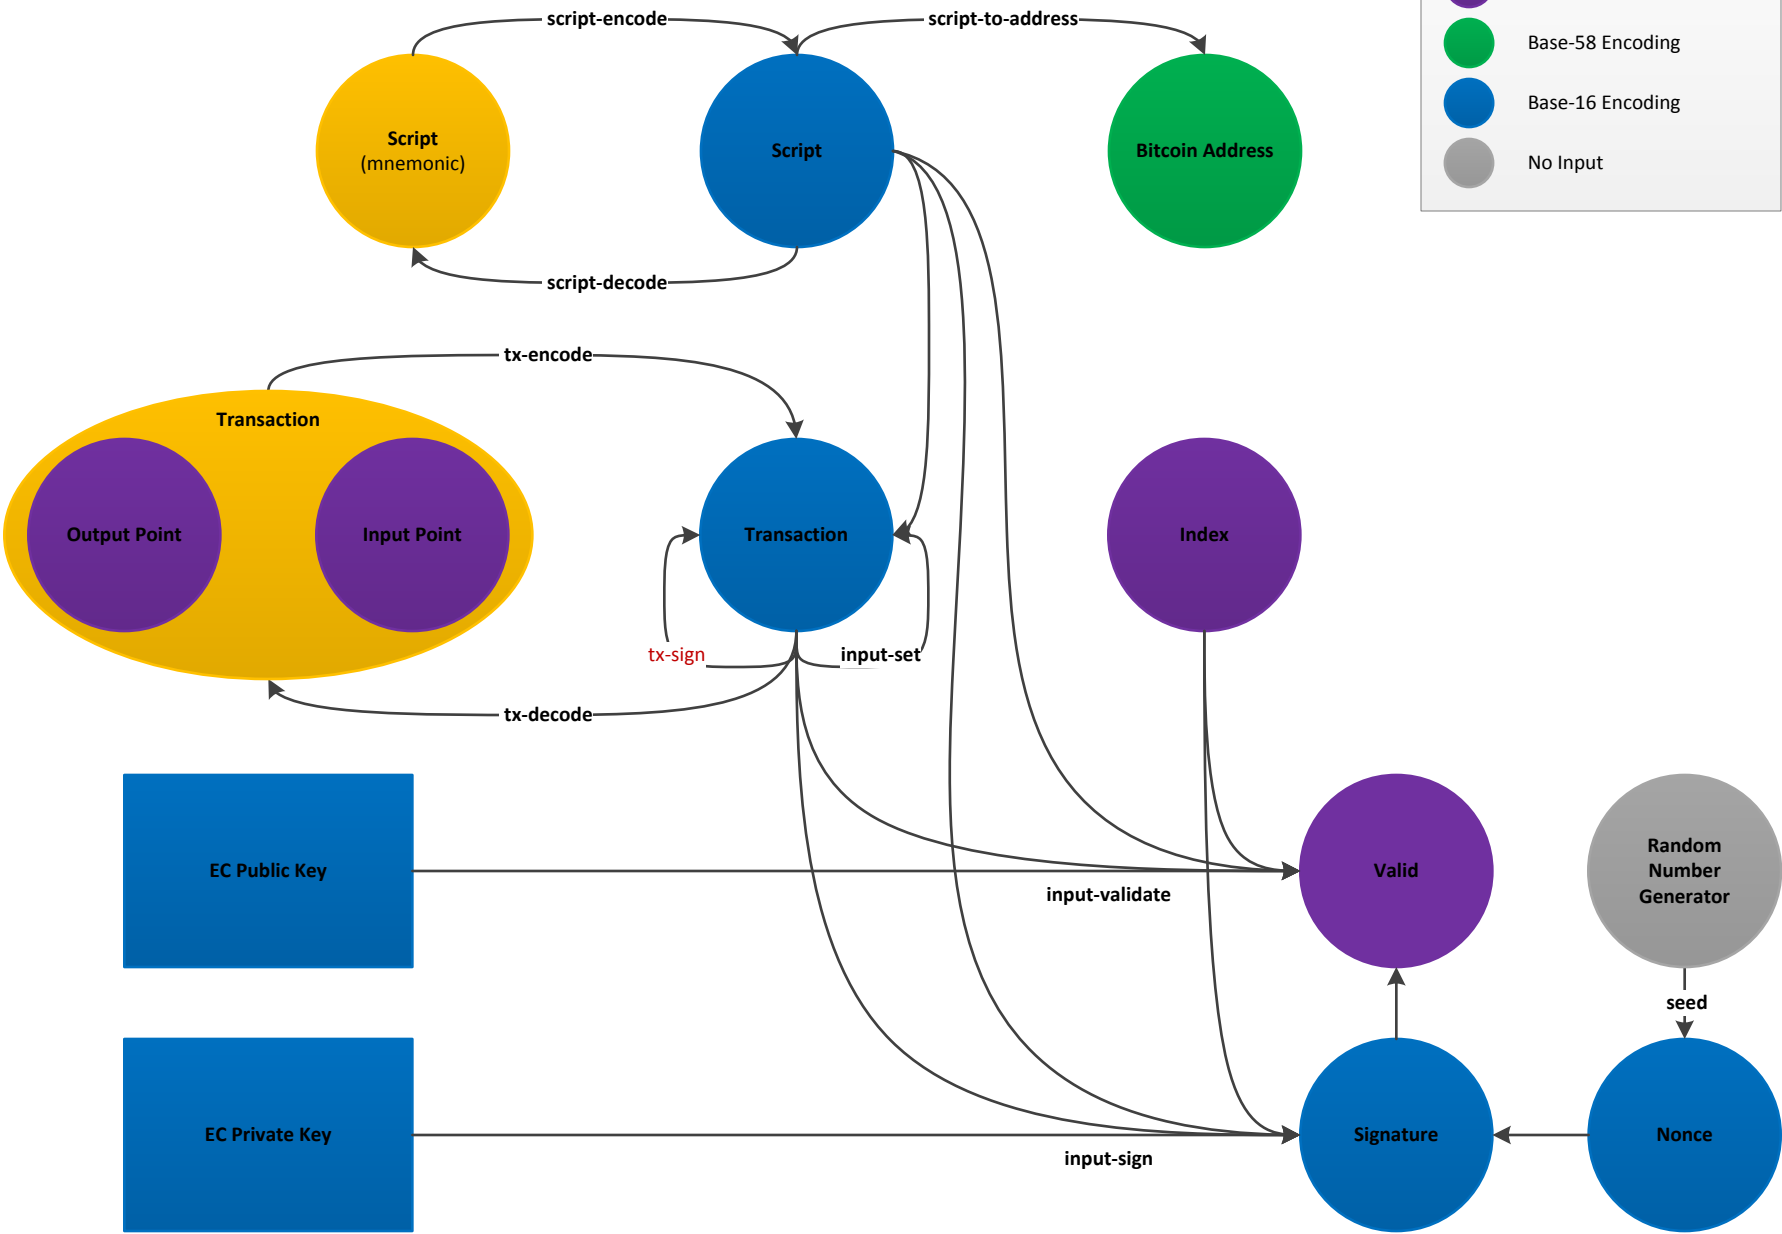 script-encode
script-to-address
Base-58 Encoding
Base-16 Encoding
No Input
Script
(mnemonic)
Script
Bitcoin Address
script-decode
tx-encode
Transaction
Output Point
Input Point
Transaction
Index
tx-sign
input-set
tx-decode
EC Public Key
input-validate
Valid
Random
Number
Generator
seed
EC Private Key
input-sign
Signature
Nonce